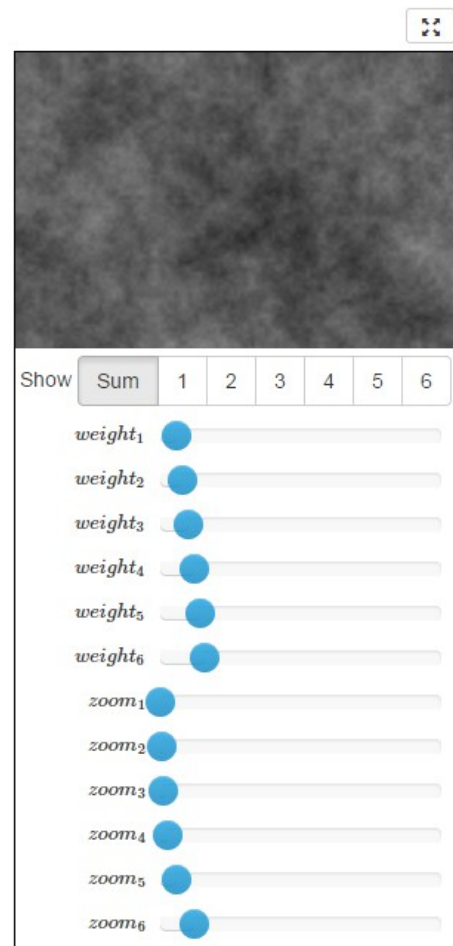 Show Sum 1 2 3 4 5 6
weight₁
weight₂
weight₃
weight₄
weight₅
weight₆
zoom₁
zoom₂
zoom₃
zoom₄
zoom₅
zoom₆